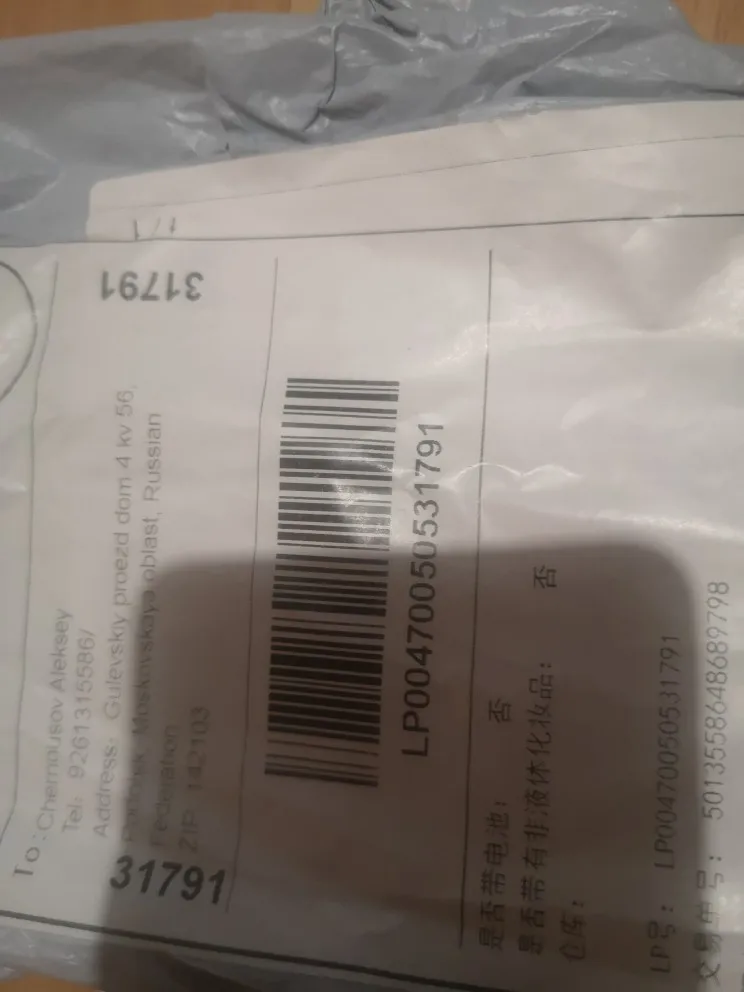 1/1
31791
To: Chernousov Aleksey
Tel: 9261315586/
Address: Gulevskiy proezd dom 4 kv 56,
Podolsk, Moskovskaya oblast, Russian
Federation
ZIP: 142103
31791
LP00470050531791
是否带电池: 否
是否带有非液体化妆品: 否
仓库:
LP号: LP00470050531791
交易单号: 5013558648689798